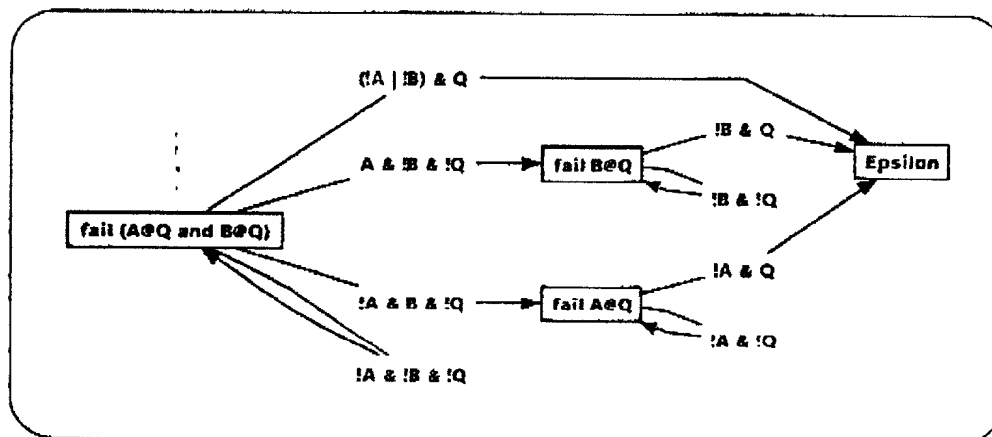 (!A | !B) & Q
!B & Q
A & !B & !Q
fail B@Q
Epsilon
!B & !Q
fail (A@Q and B@Q)
!A & Q
!A & B & !Q
fail A@Q
!A & !Q
!A & !B & !Q